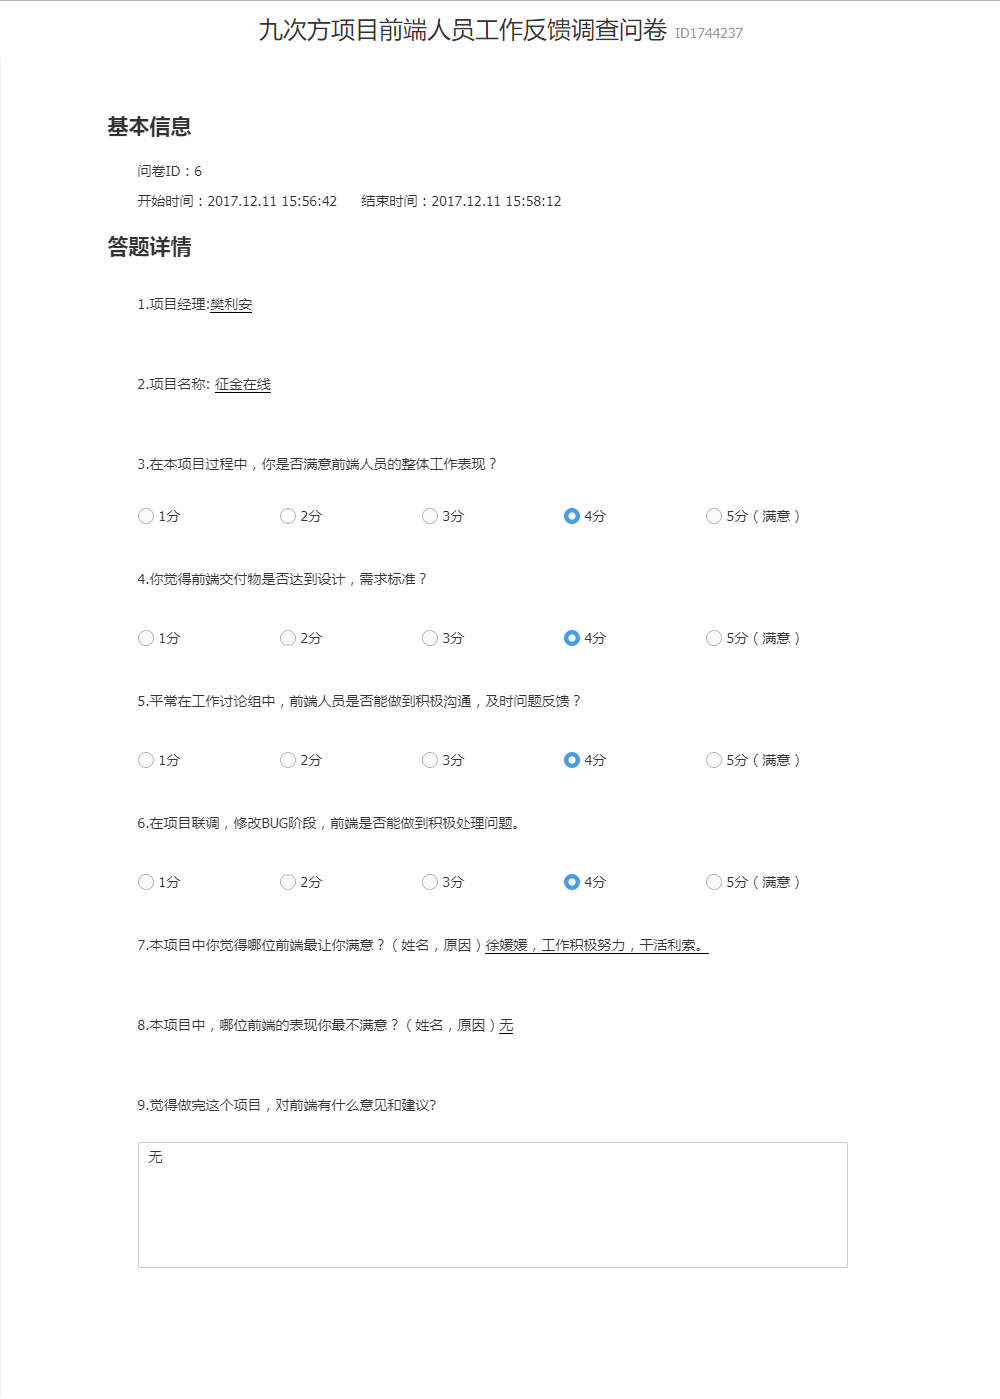 九次方项目前端人员工作反馈调查问卷 ID1744237
基本信息
问卷ID：6
开始时间：2017.12.11 15:56:42 结束时间：2017.12.11 15:58:12
答题详情
1.项目经理:樊利安
2.项目名称: 征金在线
3.在本项目过程中，你是否满意前端人员的整体工作表现？
1分 2分 3分 4分 5分（满意）
4.你觉得前端交付物是否达到设计，需求标准？
1分 2分 3分 4分 5分（满意）
5.平常在工作讨论组中，前端人员是否能做到积极沟通，及时问题反馈？
1分 2分 3分 4分 5分（满意）
6.在项目联调，修改BUG阶段，前端是否能做到积极处理问题。
1分 2分 3分 4分 5分（满意）
7.本项目中你觉得哪位前端最让你满意？（姓名，原因）徐媛媛，工作积极努力，干活利索。
8.本项目中，哪位前端的表现你最不满意？（姓名，原因）无
9.觉得做完这个项目，对前端有什么意见和建议?
无